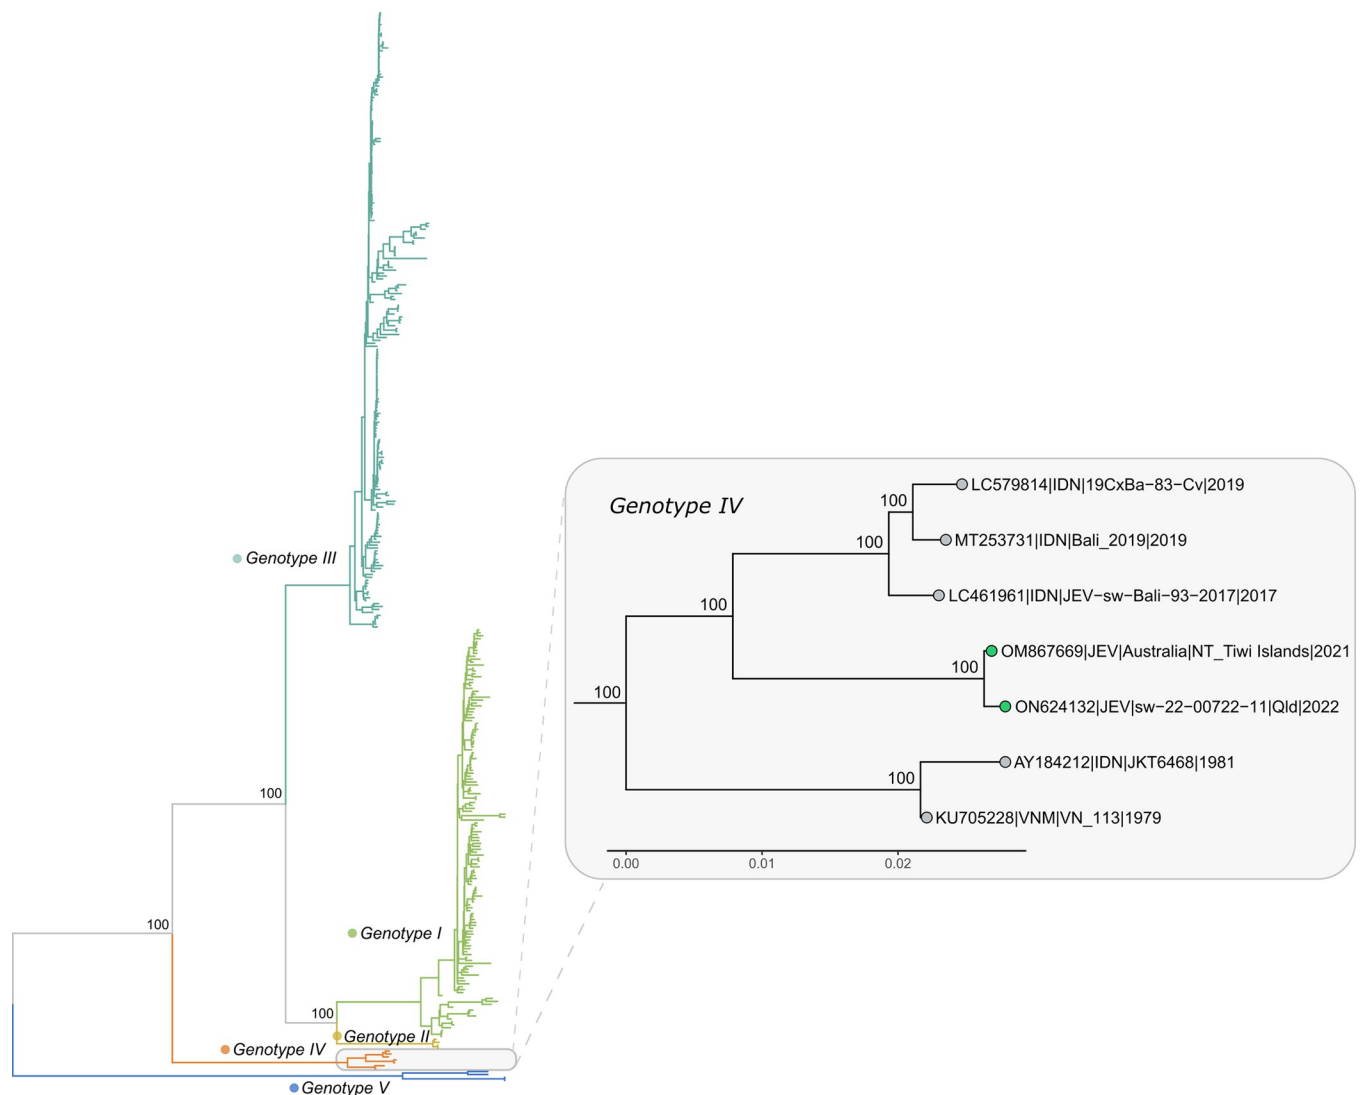 Genotype IV
100
LC579814|IDN|19CxBa−83−Cv|2019
100
MT253731|IDN|Bali_2019|2019
100
LC461961|IDN|JEV−sw−Bali−93−2017|2017
100
OM867669|JEV|Australia|NT_Tiwi Islands|2021
100
ON624132|JEV|sw−22−00722−11|Qld|2022
100
AY184212|IDN|JKT6468|1981
KU705228|VNM|VN_113|1979
0.00 0.01 0.02
Genotype III
100
100
Genotype I
100
Genotype II
Genotype IV
Genotype V